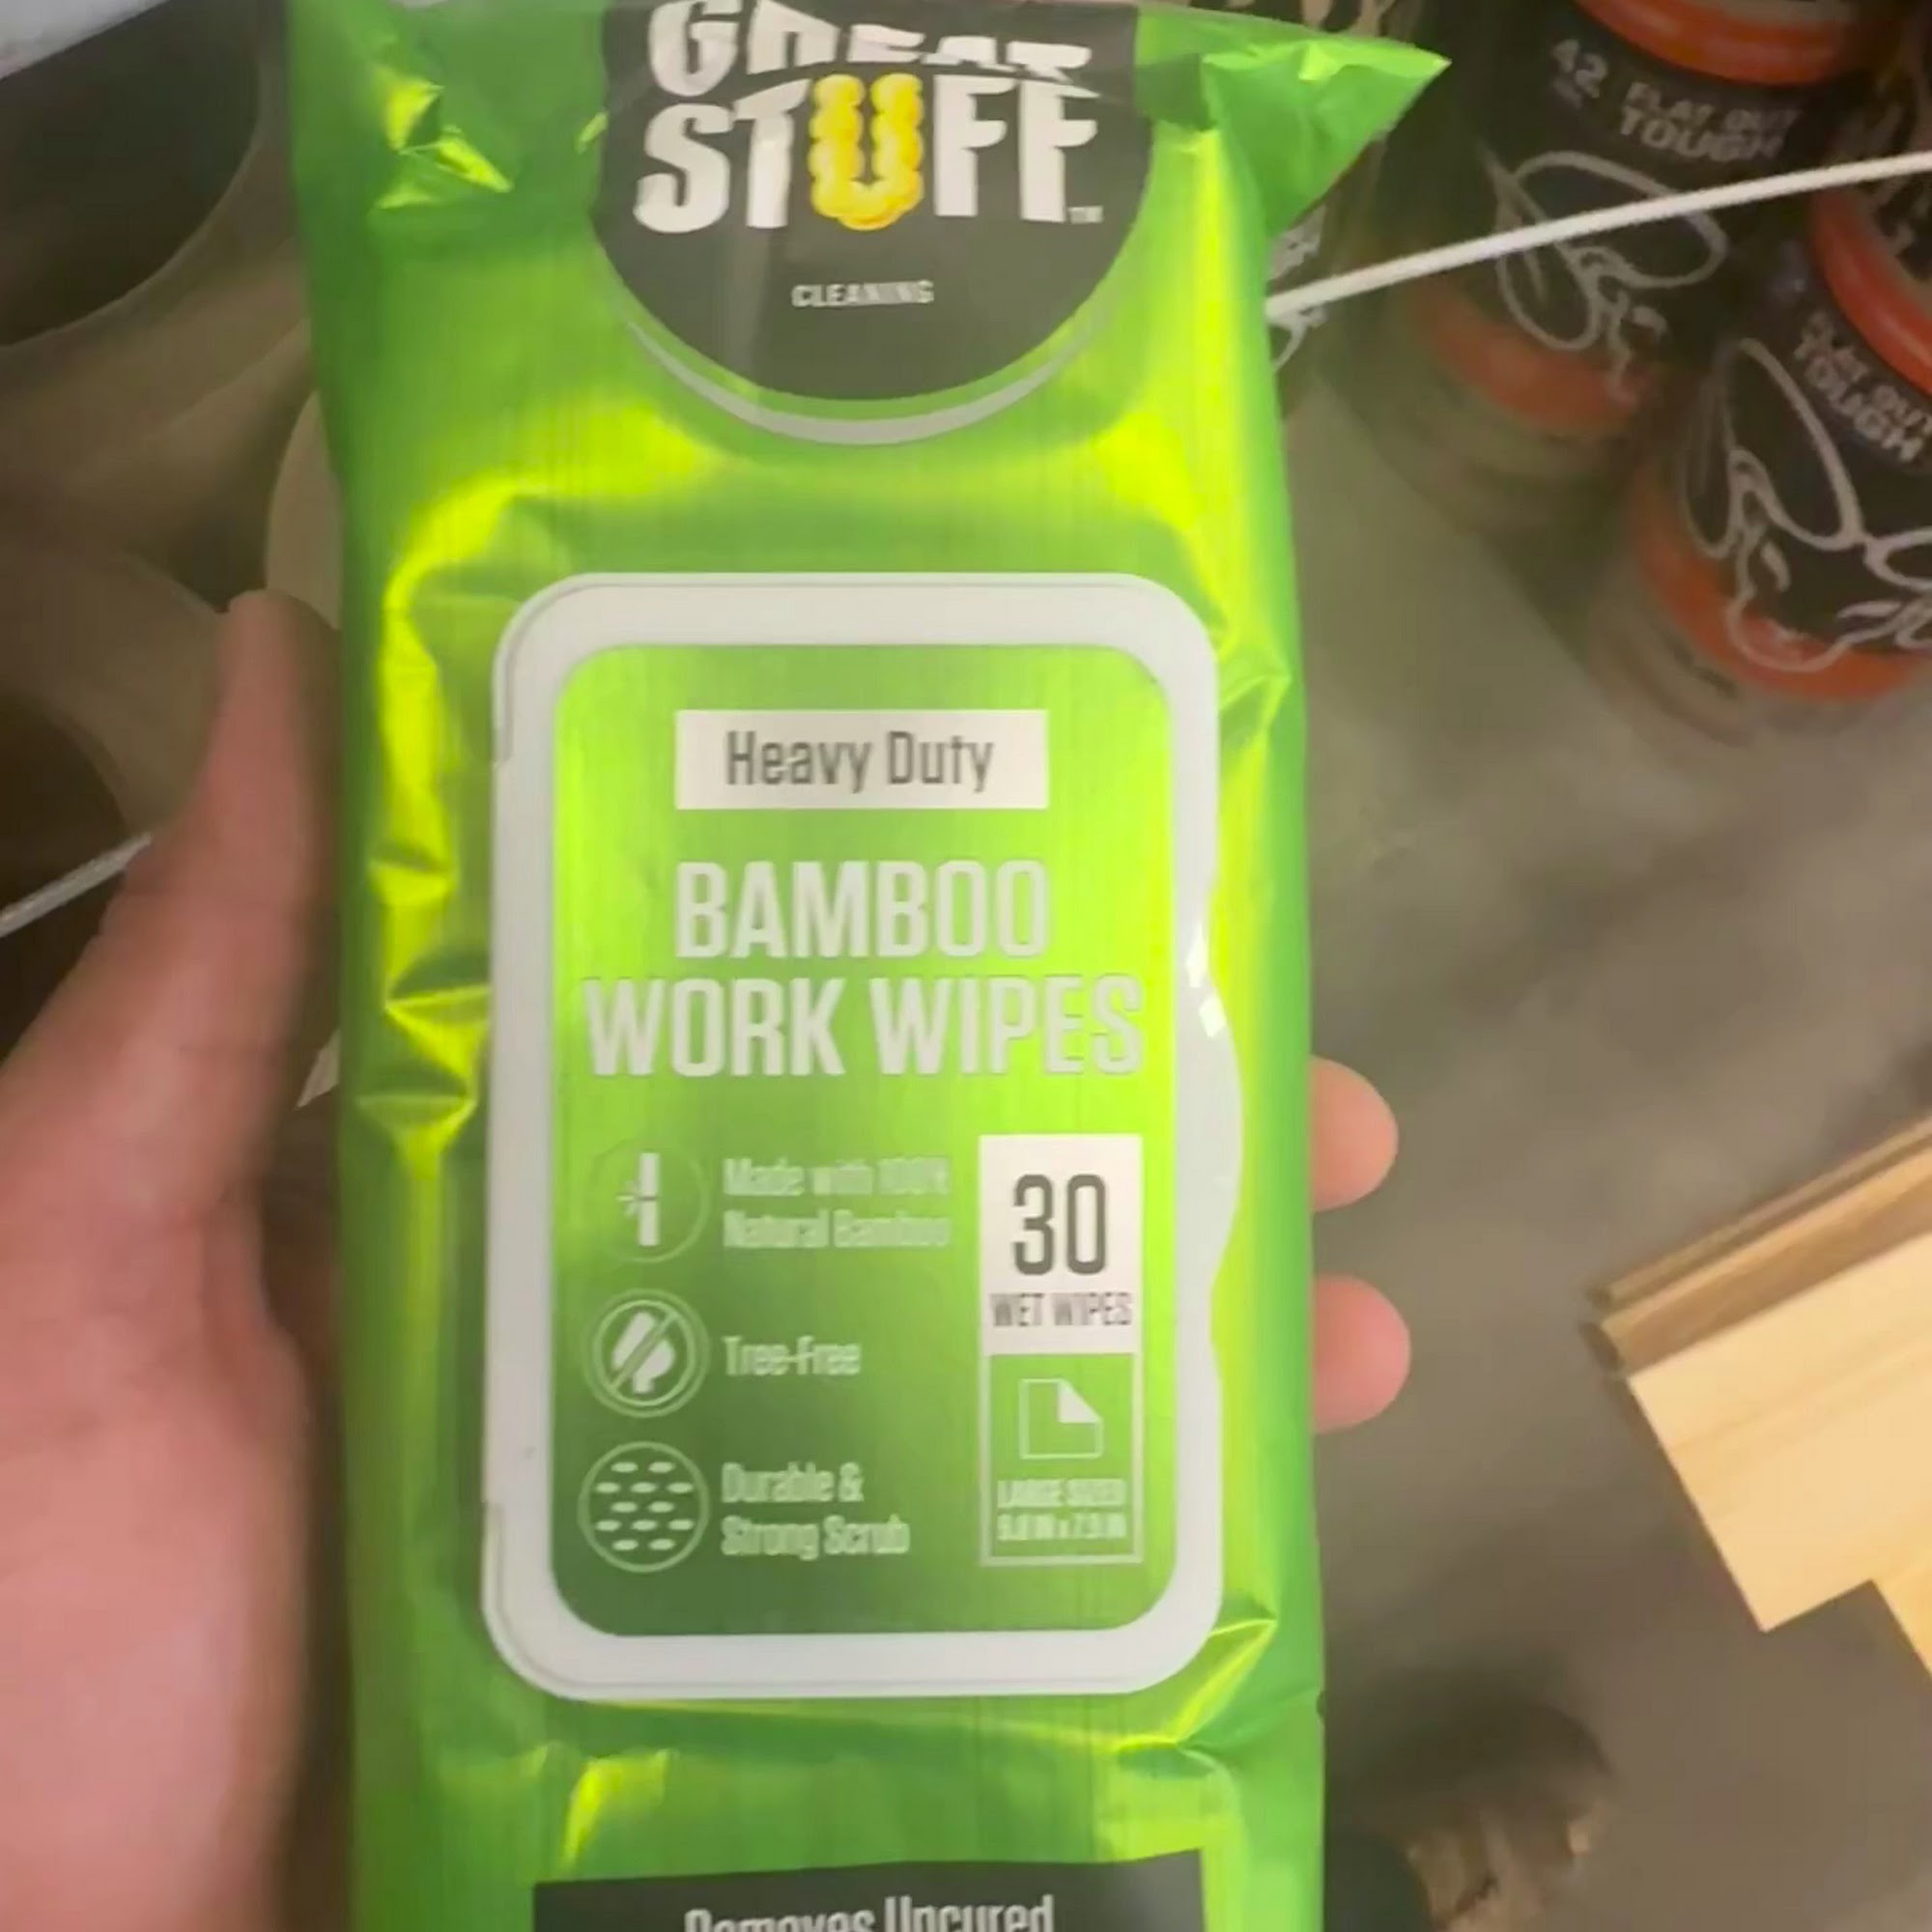 GREAT
STUFF™
CLEANING
Heavy Duty
BAMBOO
WORK WIPES
Made with 100%
Natural Bamboo
Tree-Free
Durable &
Strong Scrub
30
WET WIPES
LARGE SIZED
Removes Uncured
42
FLAT OUT
TOUGH
FLAT OUT
TOUGH